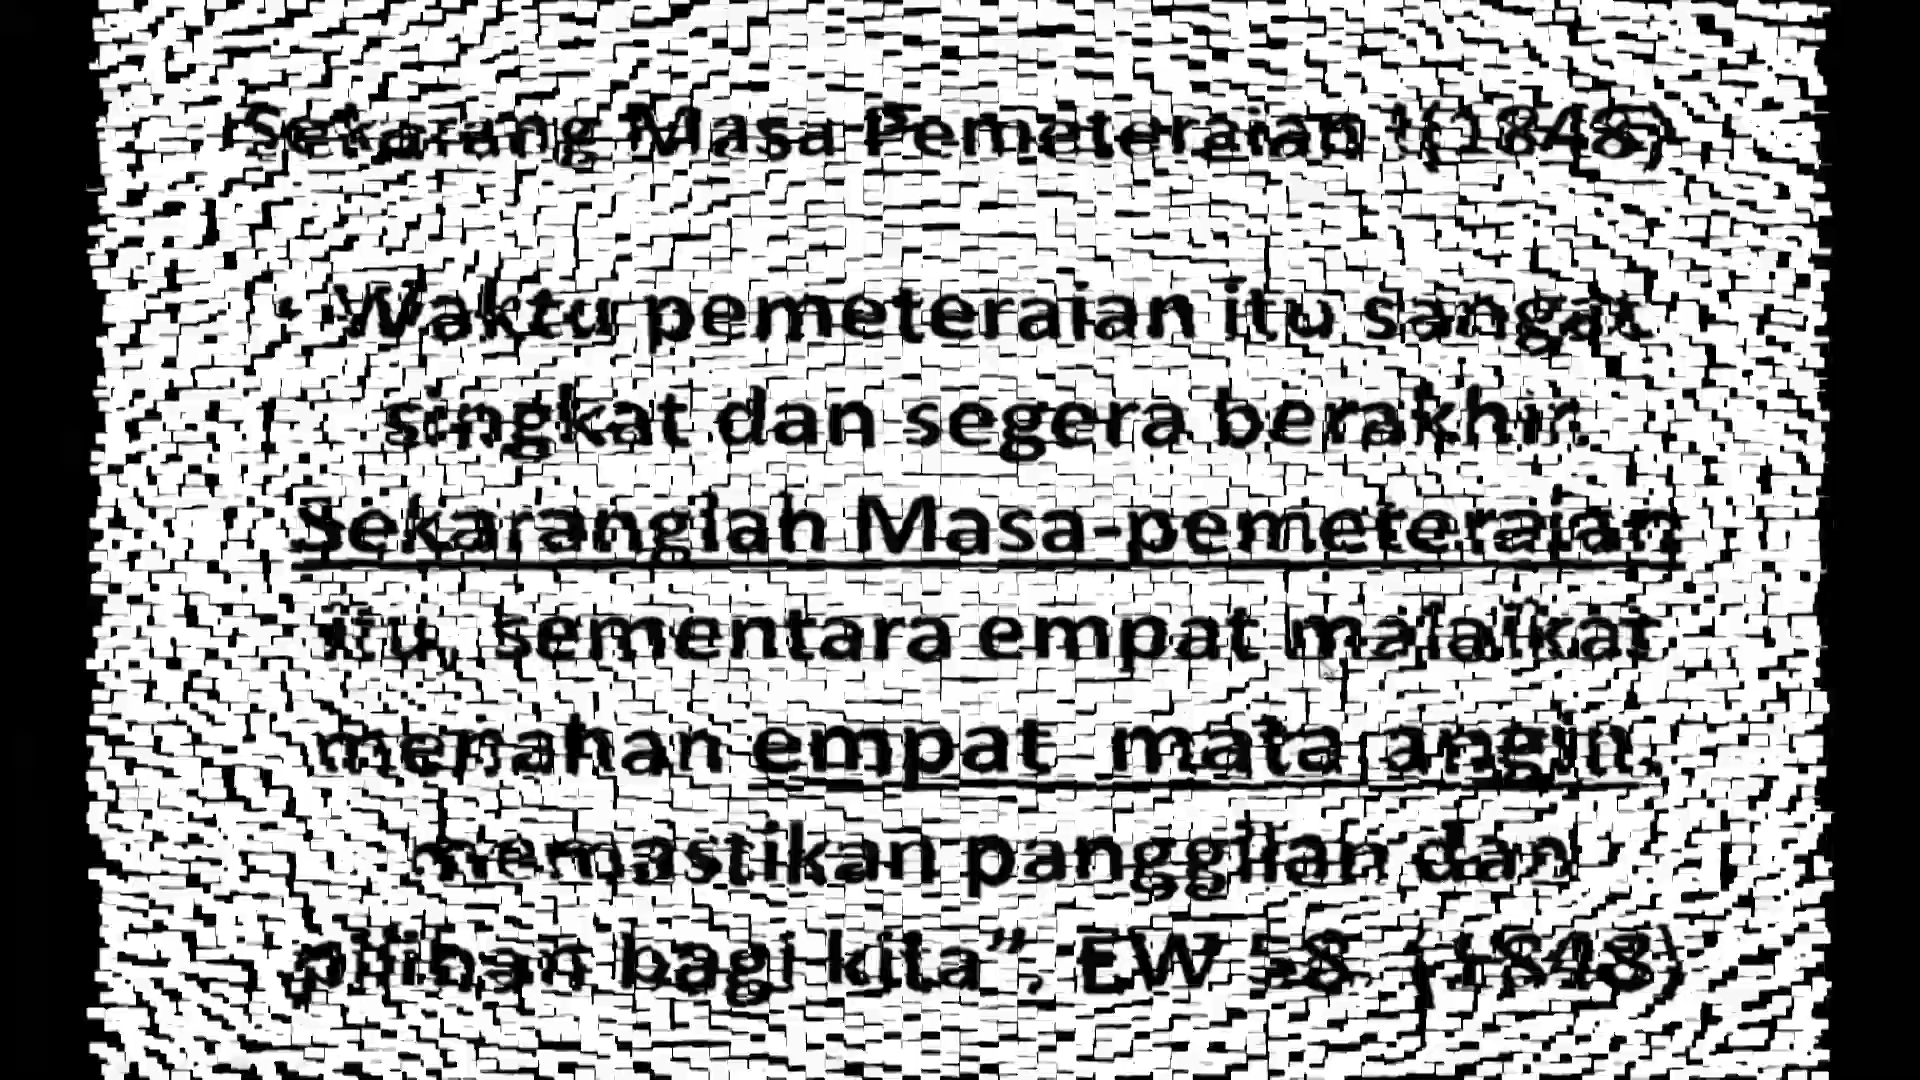 Sekarang Masa Pemeteraian !(1848)
Waktu pemeteraian itu sangat
singkat dan segera berakhir.
Sekaranglah Masa-pemeteraian
itu, sementara empat malaikat
menahan empat mata angin,
memastikan panggilan dan
pilihan bagi kita”, EW 58 (1848)